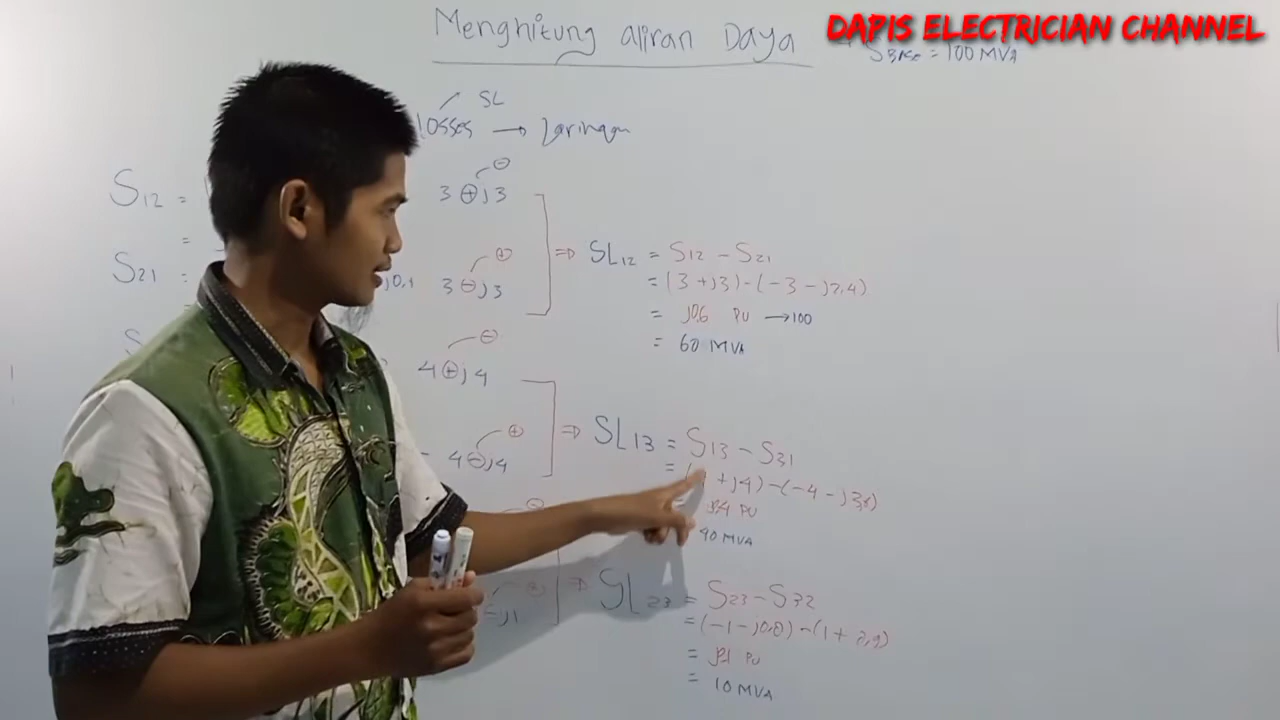 DAPIS ELECTRICIAN CHANNEL
Menghitung aliran Daya
SBASE = 100 MVA
SL
losses → Jaringan
S12 =
=
S21 =
3 + j3
-
j0,1
3 - j3
+
⇒ SL12 = S12 - S21
= (3 + j3) - (-3 - j2,4)
= j0,6 PU → 100
= 60 MVA
4 + j4
-
- 4 - j4
+
⇒ SL13 = S13 - S31
+ j4) - (-4 - j3,6)
j0,4 PU
40 MVA
-
+
- j1
⇒ SL23 = S23 - S32
= (-1 - j0,8) - (1 + 0,9)
= j0,1 PU
= 10 MVA